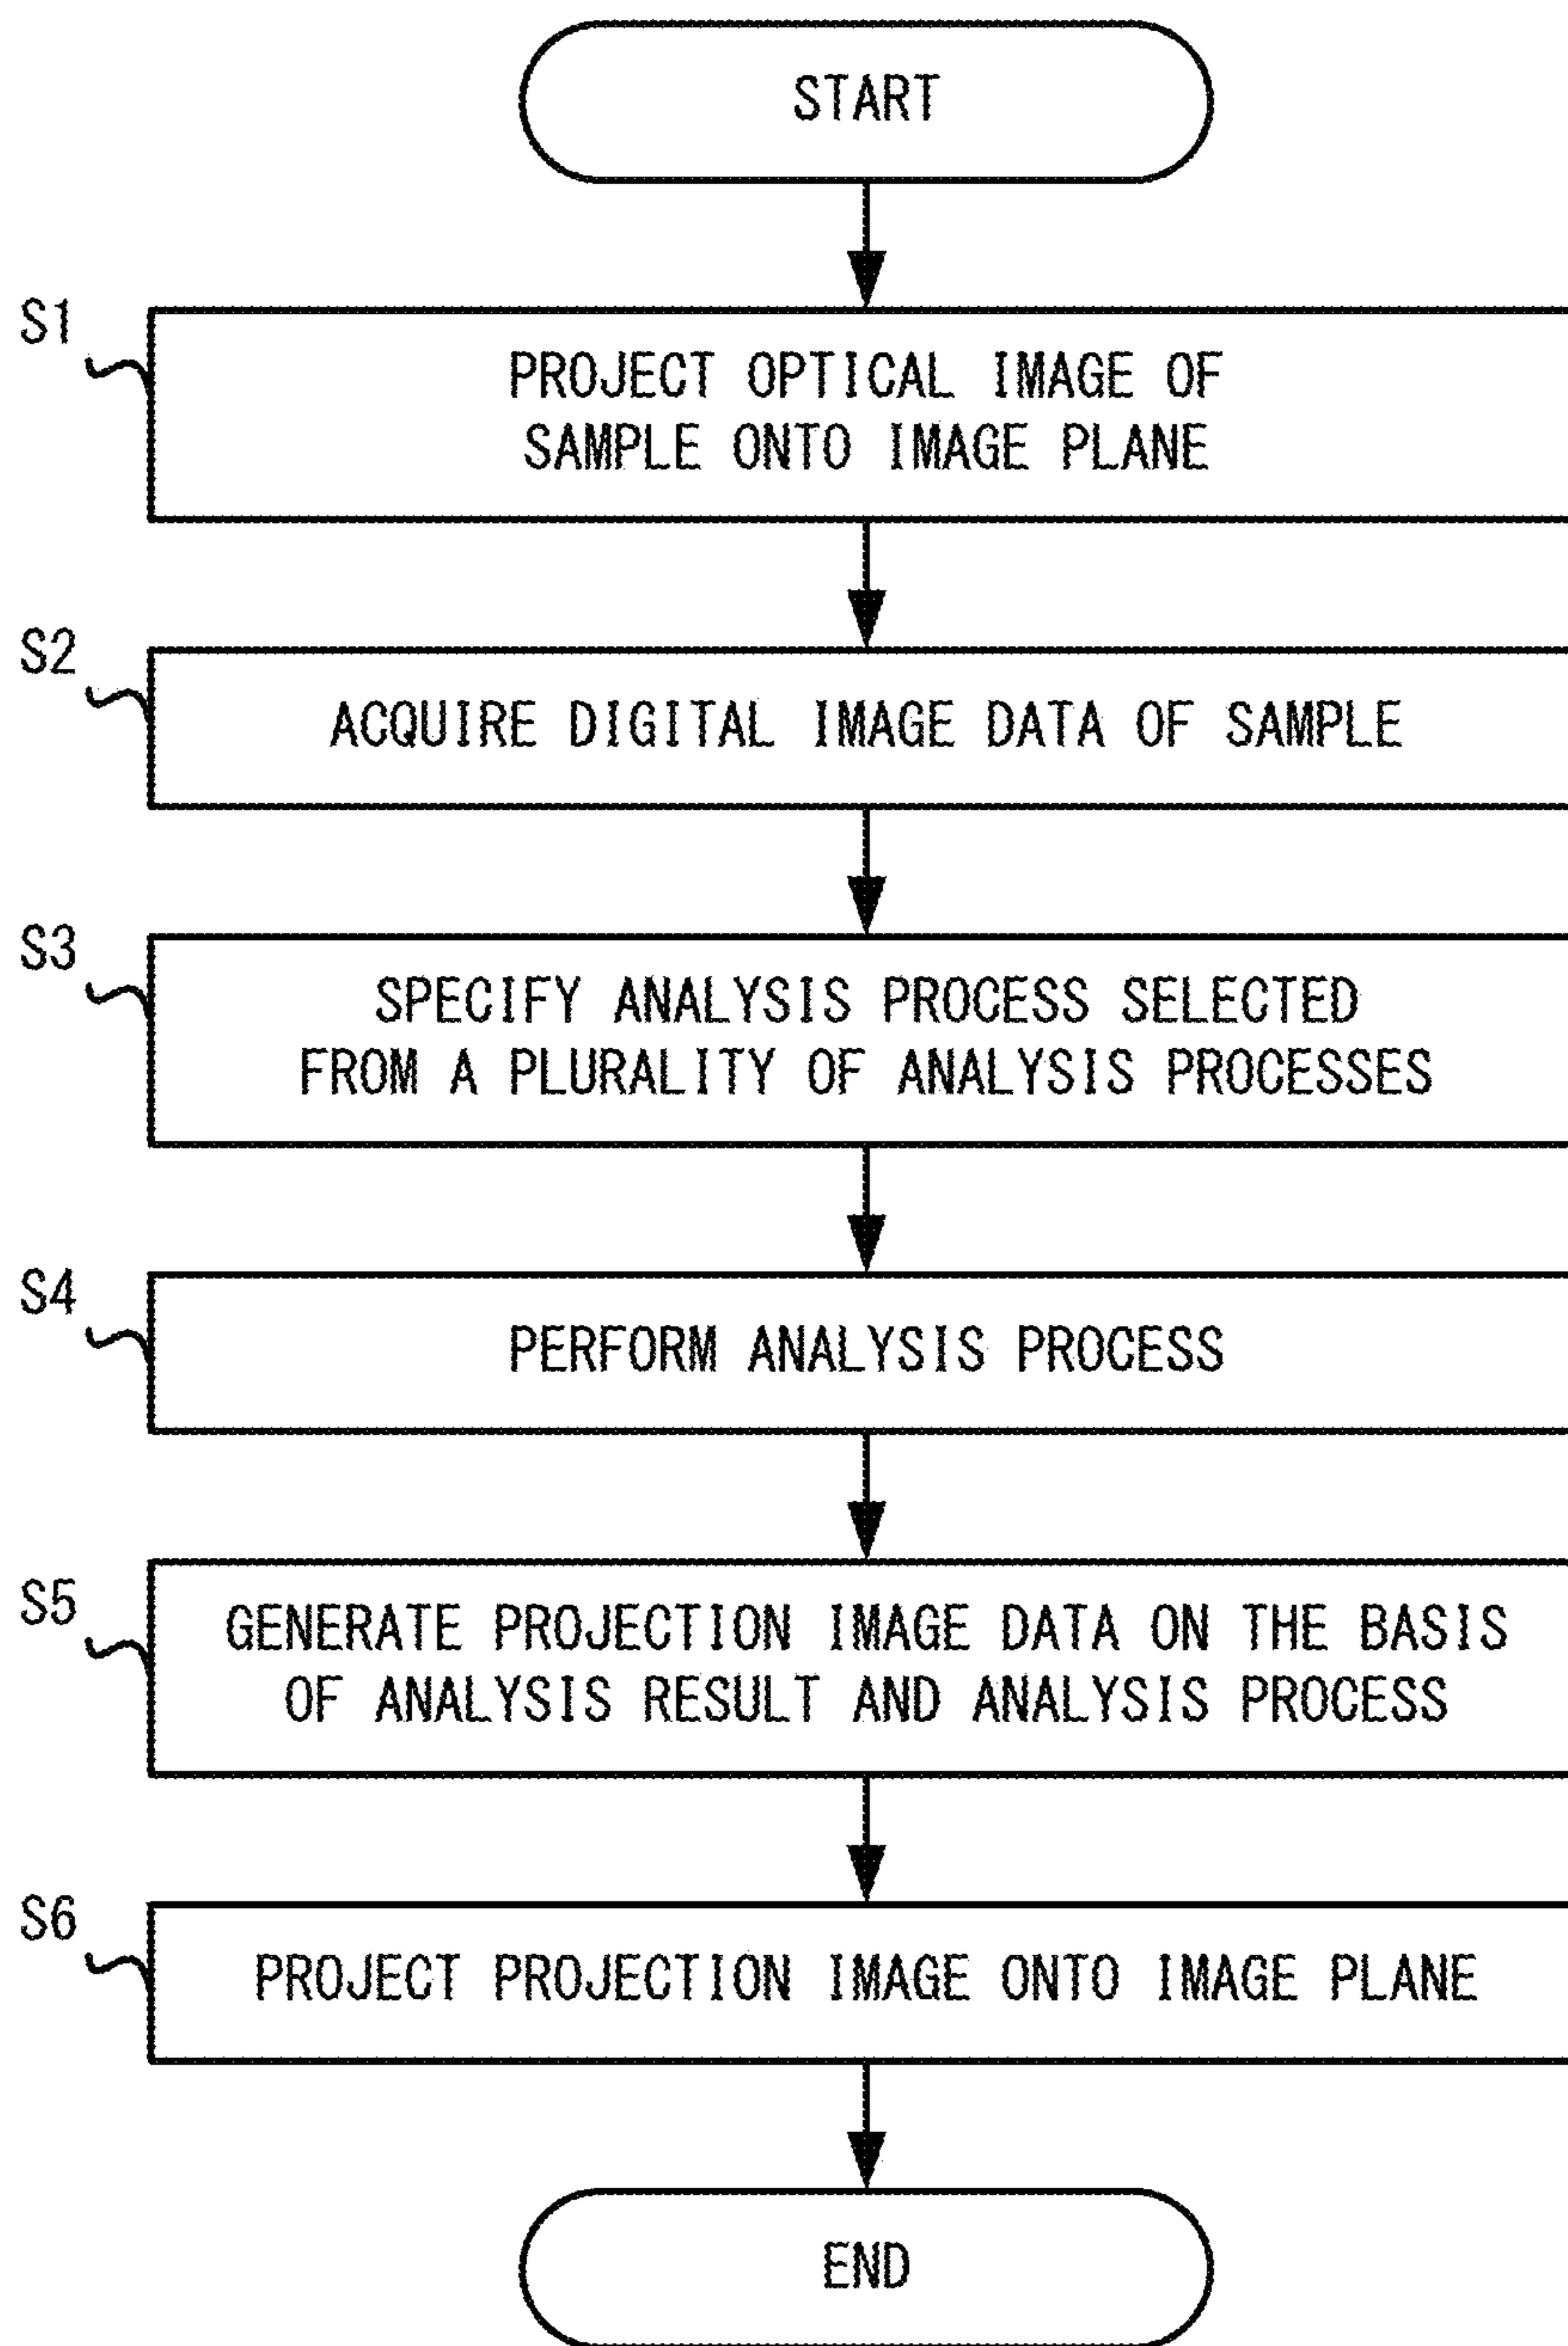 START
S1
PROJECT OPTICAL IMAGE OF
SAMPLE ONTO IMAGE PLANE
S2
ACQUIRE DIGITAL IMAGE DATA OF SAMPLE
S3
SPECIFY ANALYSIS PROCESS SELECTED
FROM A PLURALITY OF ANALYSIS PROCESSES
S4
PERFORM ANALYSIS PROCESS
S5
GENERATE PROJECTION IMAGE DATA ON THE BASIS
OF ANALYSIS RESULT AND ANALYSIS PROCESS
S6
PROJECT PROJECTION IMAGE ONTO IMAGE PLANE
END